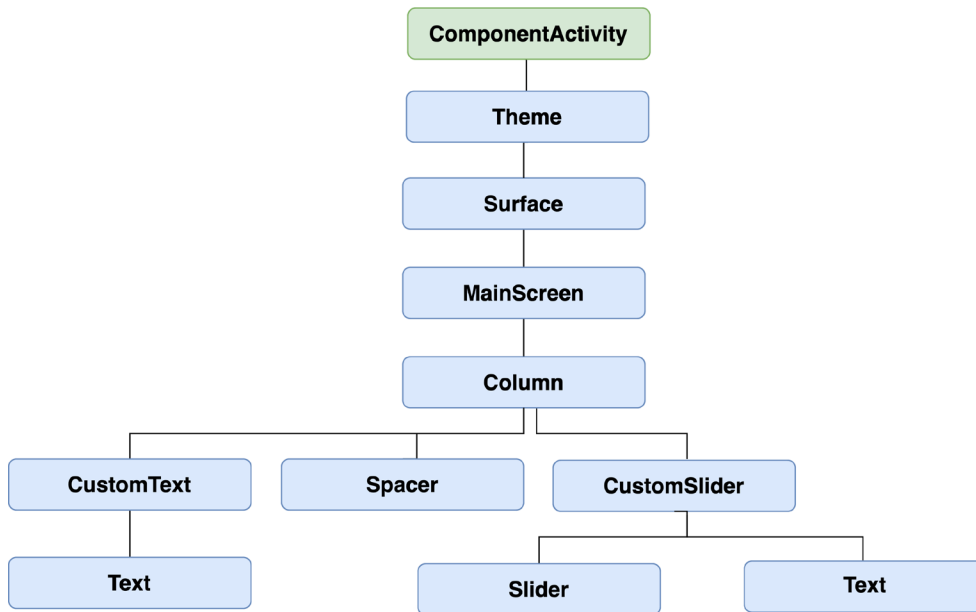 ComponentActivity
Theme
Surface
MainScreen
Column
CustomText
Spacer
CustomSlider
Text
Slider
Text